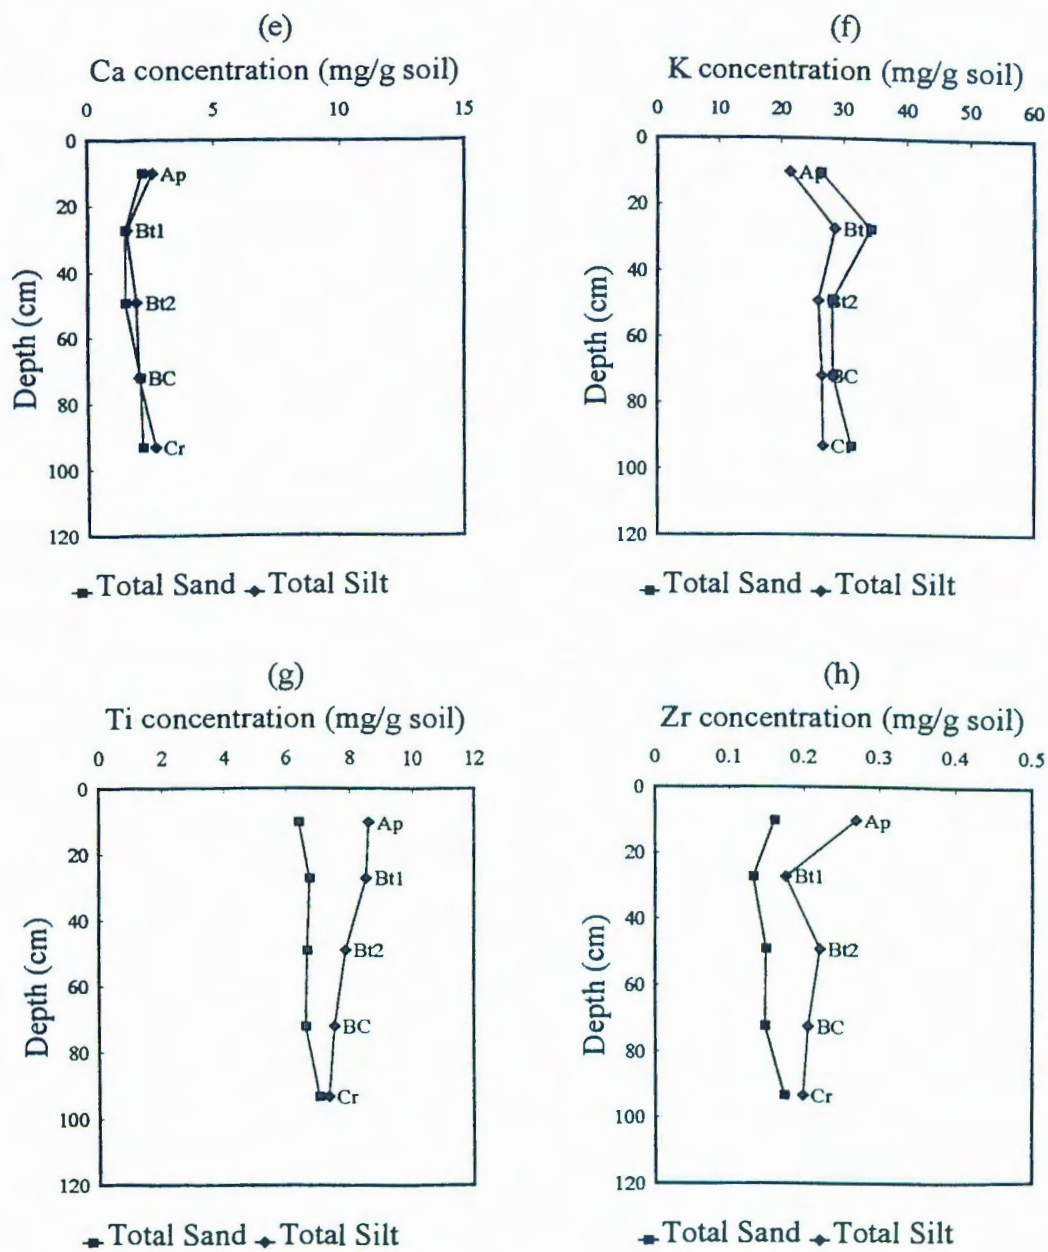 (e)
Ca concentration (mg/g soil)
0 5 10 15
0
20
40
60
80
100
120
Depth (cm)
Ap
Bt1
Bt2
BC
Cr
Total Sand Total Silt
(f)
K concentration (mg/g soil)
0 10 20 30 40 50 60
0
20
40
60
80
100
120
Depth (cm)
Ap
Bt1
Bt2
BC
Cr
Total Sand Total Silt
(g)
Ti concentration (mg/g soil)
0 2 4 6 8 10 12
0
20
40
60
80
100
120
Depth (cm)
Ap
Bt1
Bt2
BC
Cr
Total Sand Total Silt
(h)
Zr concentration (mg/g soil)
0 0.1 0.2 0.3 0.4 0.5
0
20
40
60
80
100
120
Depth (cm)
Ap
Bt1
Bt2
BC
Cr
Total Sand Total Silt